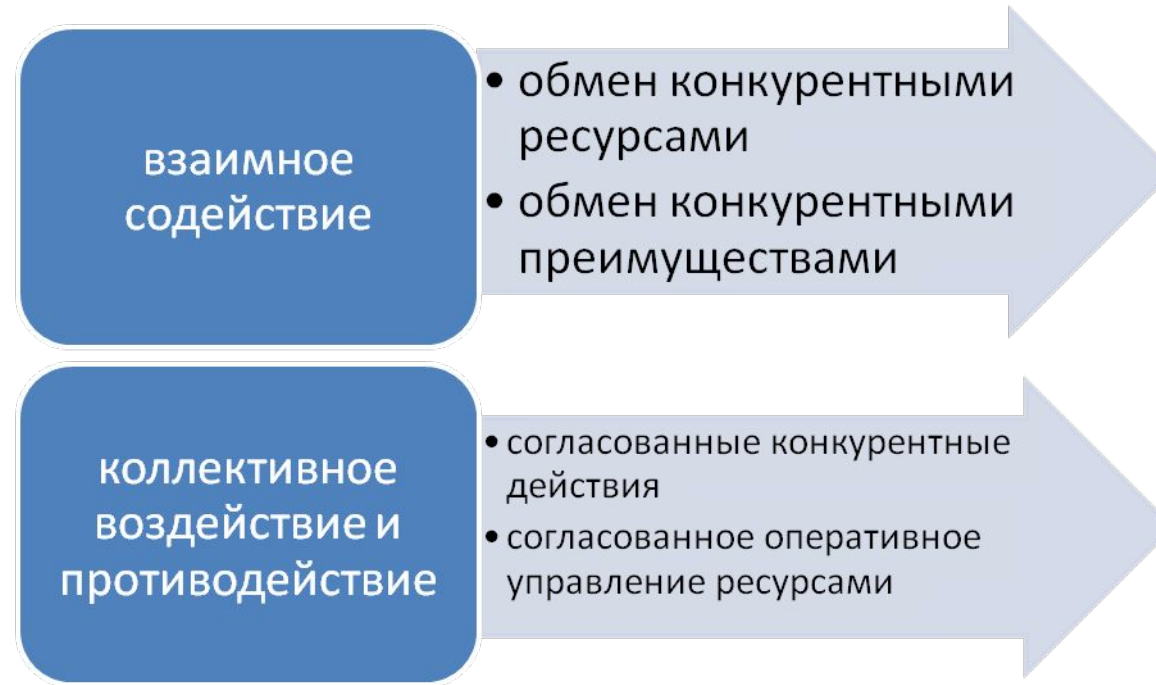 взаимное
содействие
• обмен конкурентными
ресурсами
• обмен конкурентными
преимуществами
коллективное
воздействие и
противодействие
• согласованные конкурентные
действия
• согласованное оперативное
управление ресурсами